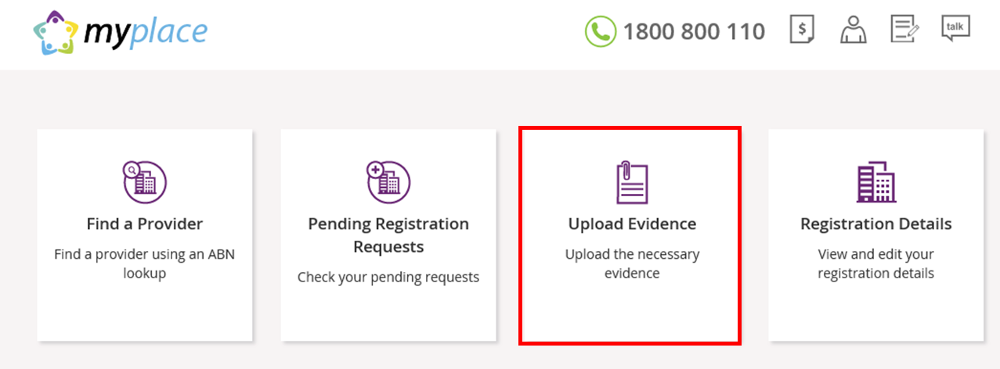 myplace
1800 800 110
$
talk
Find a Provider
Find a provider using an ABN
lookup
Pending Registration
Requests
Check your pending requests
Upload Evidence
Upload the necessary
evidence
Registration Details
View and edit your
registration details